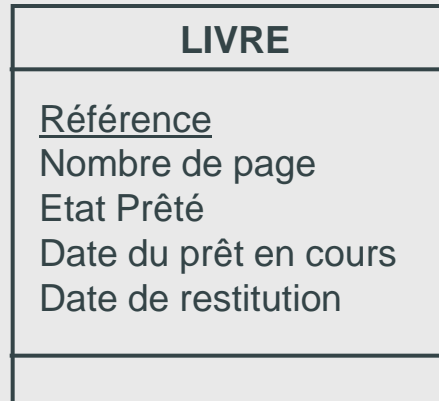 LIVRE
Référence
Nombre de page
Etat Prêté
Date du prêt en cours
Date de restitution